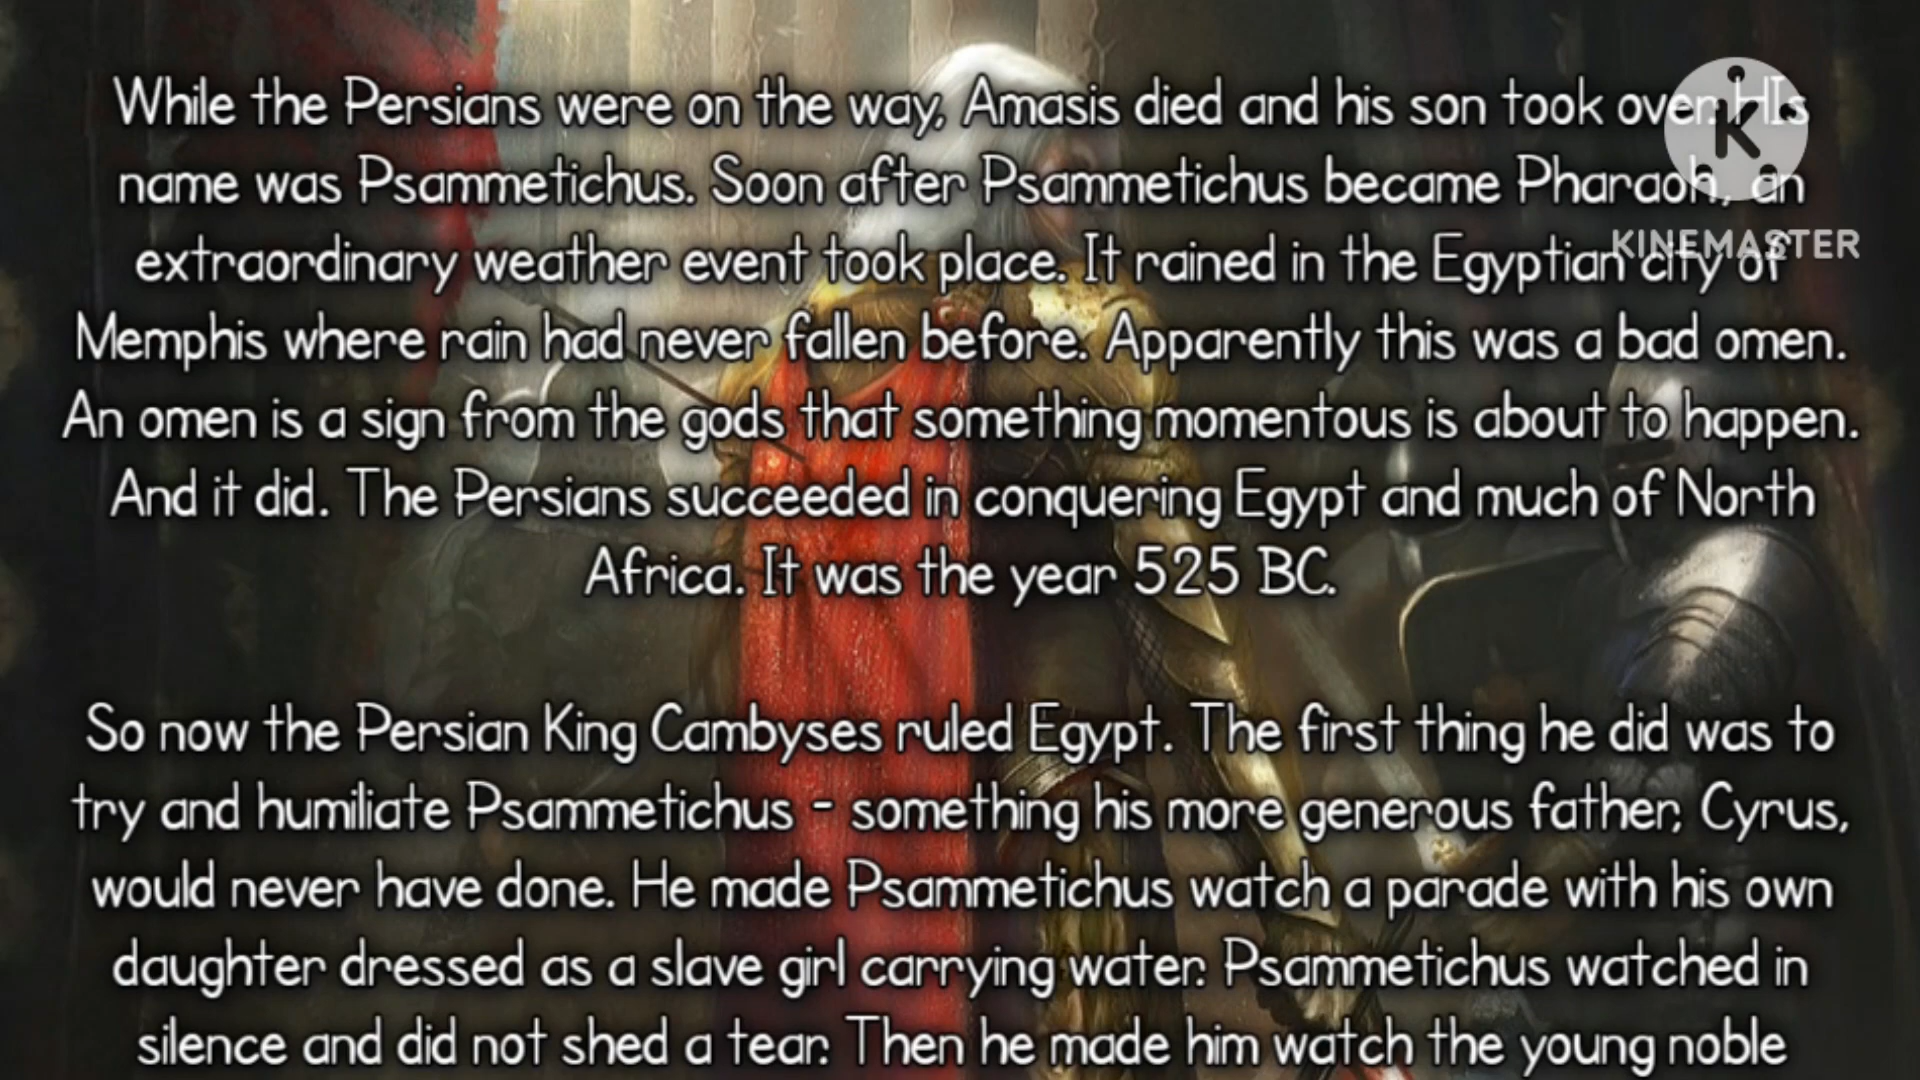 While the Persians were on the way, Amasis died and his son took over. HIs
name was Psammetichus. Soon after Psammetichus became Pharaoh, an
extraordinary weather event took place. It rained in the Egyptian city of
Memphis where rain had never fallen before. Apparently this was a bad omen.
An omen is a sign from the gods that something momentous is about to happen.
And it did. The Persians succeeded in conquering Egypt and much of North
Africa. It was the year 525 BC.
So now the Persian King Cambyses ruled Egypt. The first thing he did was to
try and humiliate Psammetichus - something his more generous father, Cyrus,
would never have done. He made Psammetichus watch a parade with his own
daughter dressed as a slave girl carrying water. Psammetichus watched in
silence and did not shed a tear. Then he made him watch the young noble
K
KINEMASTER